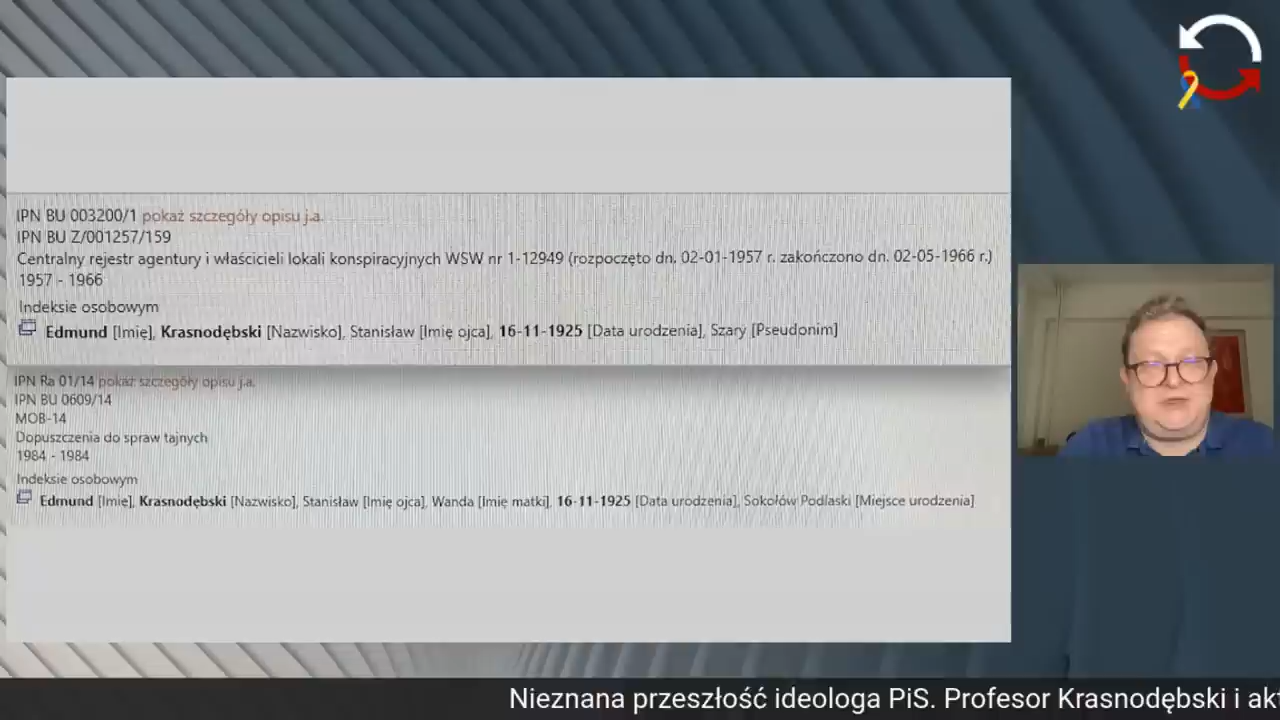 IPN BU 003200/1 pokaż szczegóły opisu j.a.
IPN BU Z/001257/159
Centralny rejestr agentury i właścicieli lokali konspiracyjnych WSW nr 1-12949 (rozpoczęto dn. 02-01-1957 r. zakończono dn. 02-05-1966 r.)
1957 - 1966
Indeksie osobowym
Edmund [Imię], Krasnodębski [Nazwisko], Stanisław [Imię ojca], 16-11-1925 [Data urodzenia], Szary [Pseudonim]
IPN Ra 01/14 pokaż szczegóły opisu j.a.
IPN BU 0609/14
MOB-14
Dopuszczenia do spraw tajnych
1984 - 1984
Indeksie osobowym
Edmund [Imię], Krasnodębski [Nazwisko], Stanisław [Imię ojca], Wanda [Imię matki], 16-11-1925 [Data urodzenia], Sokołów Podlaski [Miejsce urodzenia]
Nieznana przeszłość ideologa PiS. Profesor Krasnodębski i ak